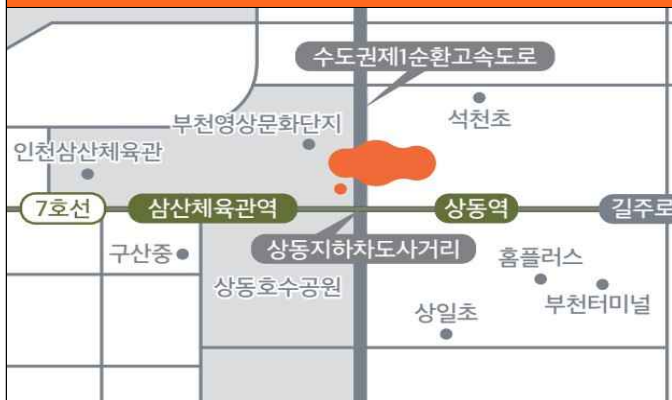 수도권제1순환고속도로
부천영상문화단지
석천초
인천삼산체육관
7호선
삼산체육관역
상동역
길주로
구산중
상동지하차도사거리
홈플러스
상동호수공원
부천터미널
상일초